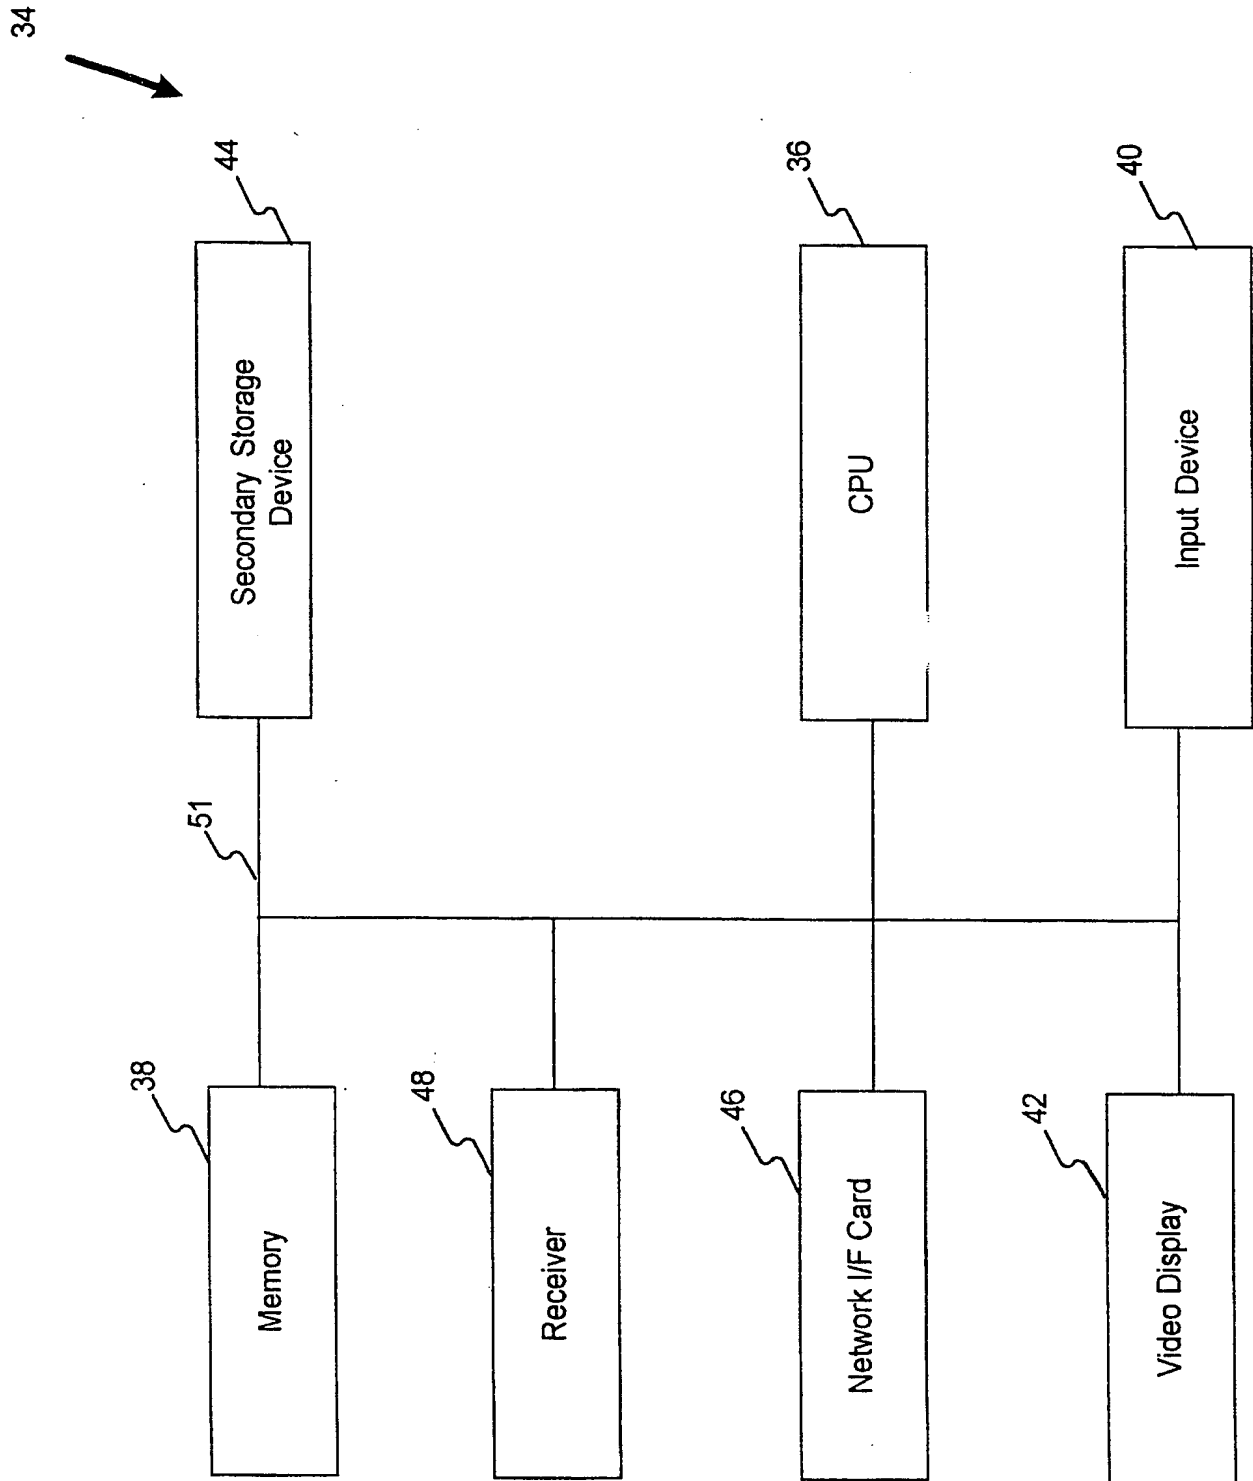 34
38
Memory
51
44
Secondary Storage
Device
48
Receiver
46
Network I/F Card
36
CPU
42
Video Display
40
Input Device